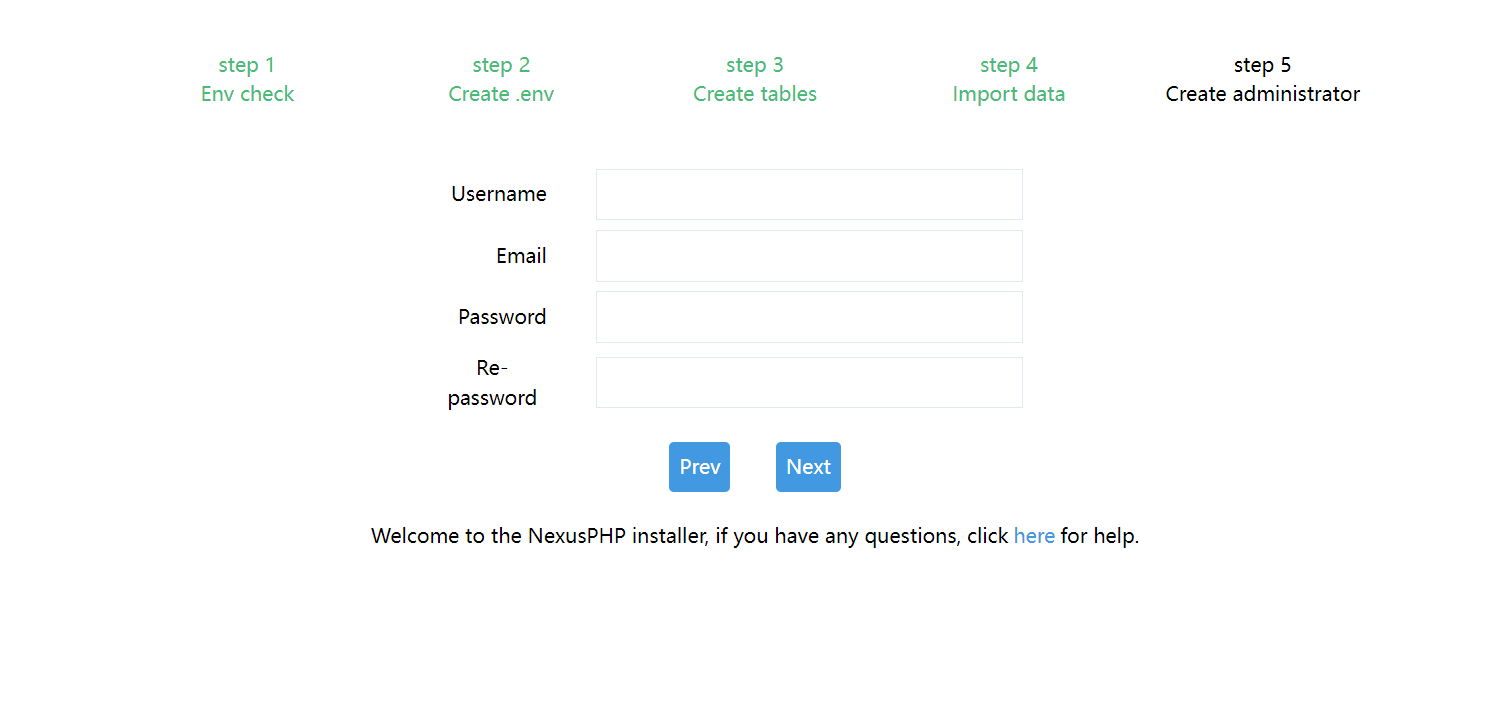 step 1
Env check
step 2
Create .env
step 3
Create tables
step 4
Import data
step 5
Create administrator
Username
Email
Password
Re-
password
Prev
Next
Welcome to the NexusPHP installer, if you have any questions, click here for help.